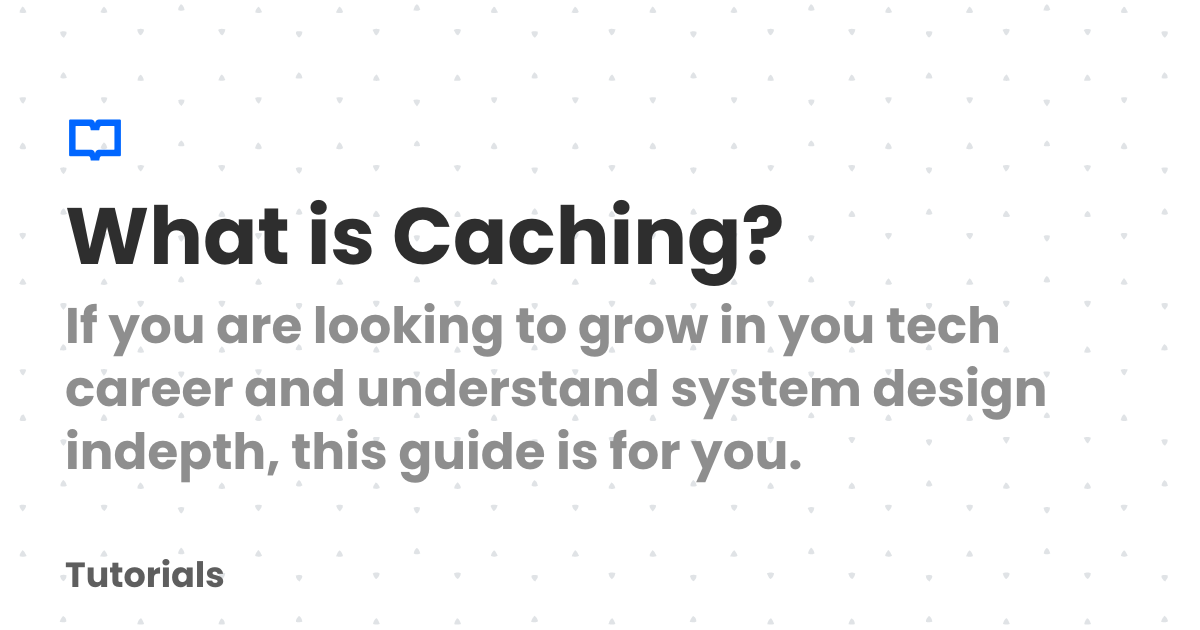 What is Caching?
If you are looking to grow in you tech
career and understand system design
indepth, this guide is for you.
Tutorials